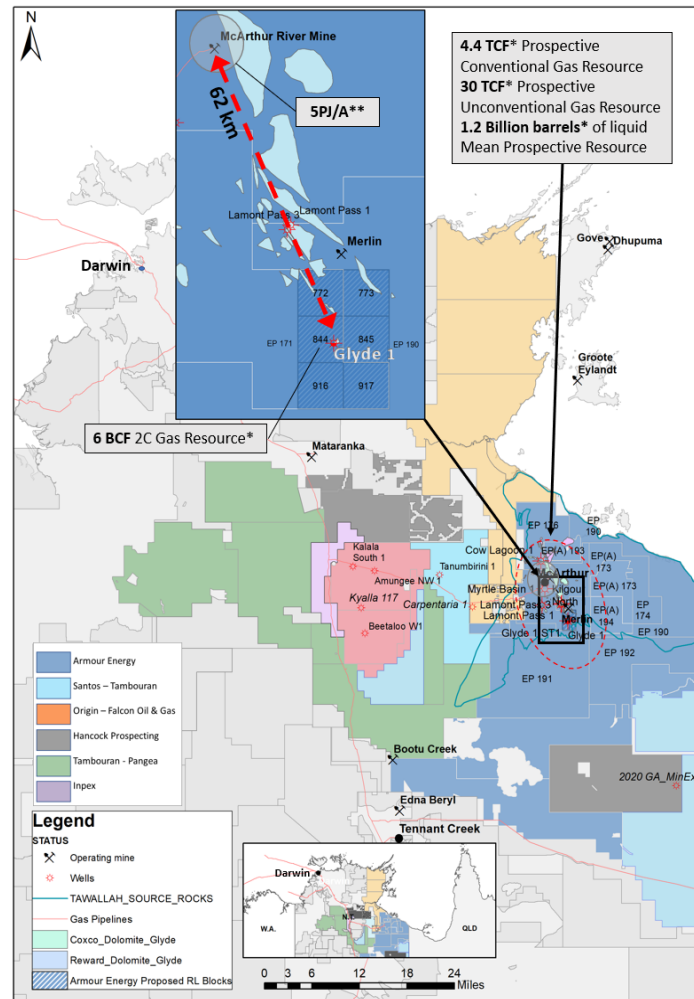 N
McArthur River Mine
62 km
5PJ/A**
4.4 TCF* Prospective
Conventional Gas Resource
30 TCF* Prospective
Unconventional Gas Resource
1.2 Billion barrels* of liquid
Mean Prospective Resource
Lamont Pass 3
Lamont Pass 1
Merlin
772
773
EP 171
844
845
EP 190
Glyde 1
916
917
6 BCF 2C Gas Resource*
Darwin
Gove
Dhupuma
Groote
Eylandt
Mataranka
Kalala
South 1
Amungee NW 1
Kyalla 117
Beetaloo W1
Tanumbirini 1
Carpentaria 1
EP 176
EP
190
Cow Lagoon 1
EP(A) 193
EP(A)
173
McArthur
Myrtle Basin
Kilgou
North
EP(A) 173
Lamont Pass 3
Lamont Pass 1
EP(A)
194
EP
174
Merlin
EP 190
Glyde 1 ST1
Glyde 1
EP 192
EP 191
Bootu Creek
2020 GA_MinEx
Edna Beryl
Tennant Creek
Armour Energy
Santos – Tambouran
Origin – Falcon Oil & Gas
Hancock Prospecting
Tambouran - Pangea
Inpex
Legend
STATUS
Operating mine
Wells
TAWALLAH_SOURCE_ROCKS
Gas Pipelines
Coxco_Dolomite_Glyde
Reward_Dolomite_Glyde
Armour Energy Proposed RL Blocks
Darwin
W.A.
N.T.
QLD
0 3 6 12 18 24
Miles